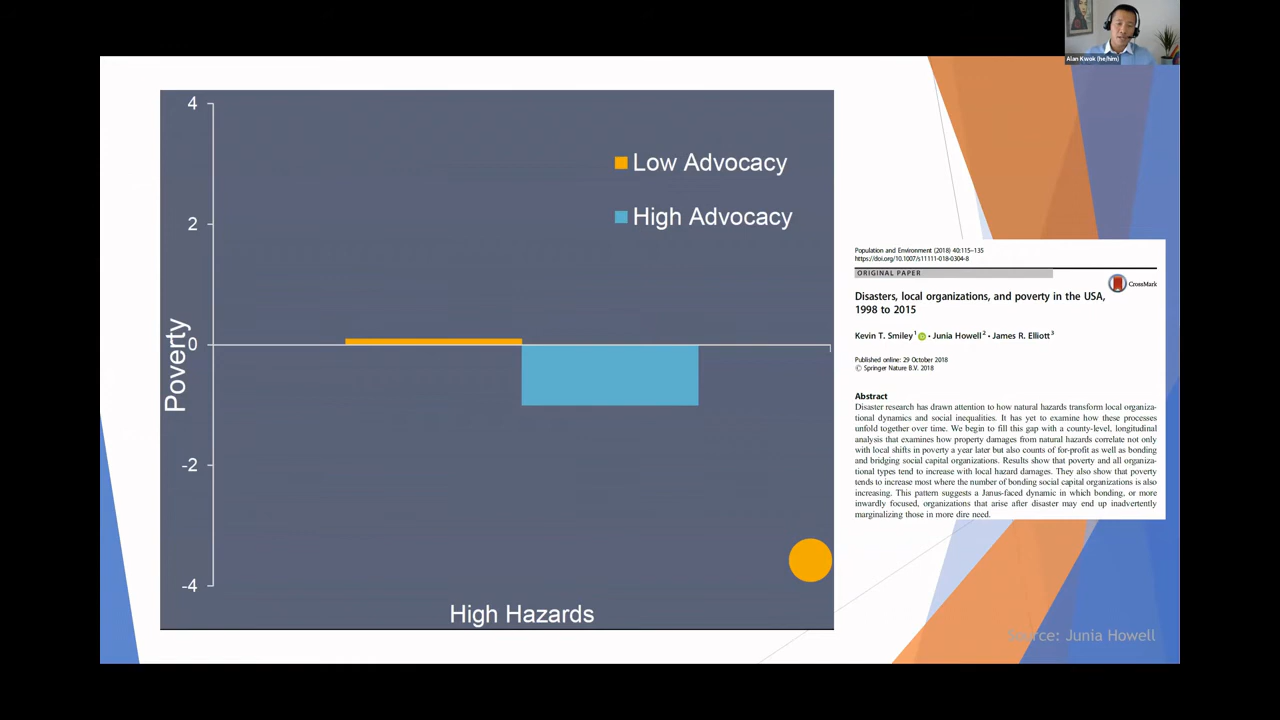 Alan Kwok (he/him)
4
Low Advocacy
2
High Advocacy
Poverty
0
-2
-4
High Hazards
Population and Environment (2018) 40:115–135
https://doi.org/10.1007/s11111-018-0304-8
ORIGINAL PAPER
CrossMark
Disasters, local organizations, and poverty in the USA,
1998 to 2015
Kevin T. Smiley1 · Junia Howell2 · James R. Elliott3
Published online: 29 October 2018
© Springer Nature B.V. 2018
Abstract
Disaster research has drawn attention to how natural hazards transform local organiza-
tional dynamics and social inequalities. It has yet to examine how these processes
unfold together over time. We begin to fill this gap with a county-level, longitudinal
analysis that examines how property damages from natural hazards correlate not only
with local shifts in poverty a year later but also counts of for-profit as well as bonding
and bridging social capital organizations. Results show that poverty and all organiza-
tional types tend to increase with local hazard damages. They also show that poverty
tends to increase most where the number of bonding social capital organizations is also
increasing. This pattern suggests a Janus-faced dynamic in which bonding, or more
inwardly focused, organizations that arise after disaster may end up inadvertently
marginalizing those in more dire need.
Source: Junia Howell